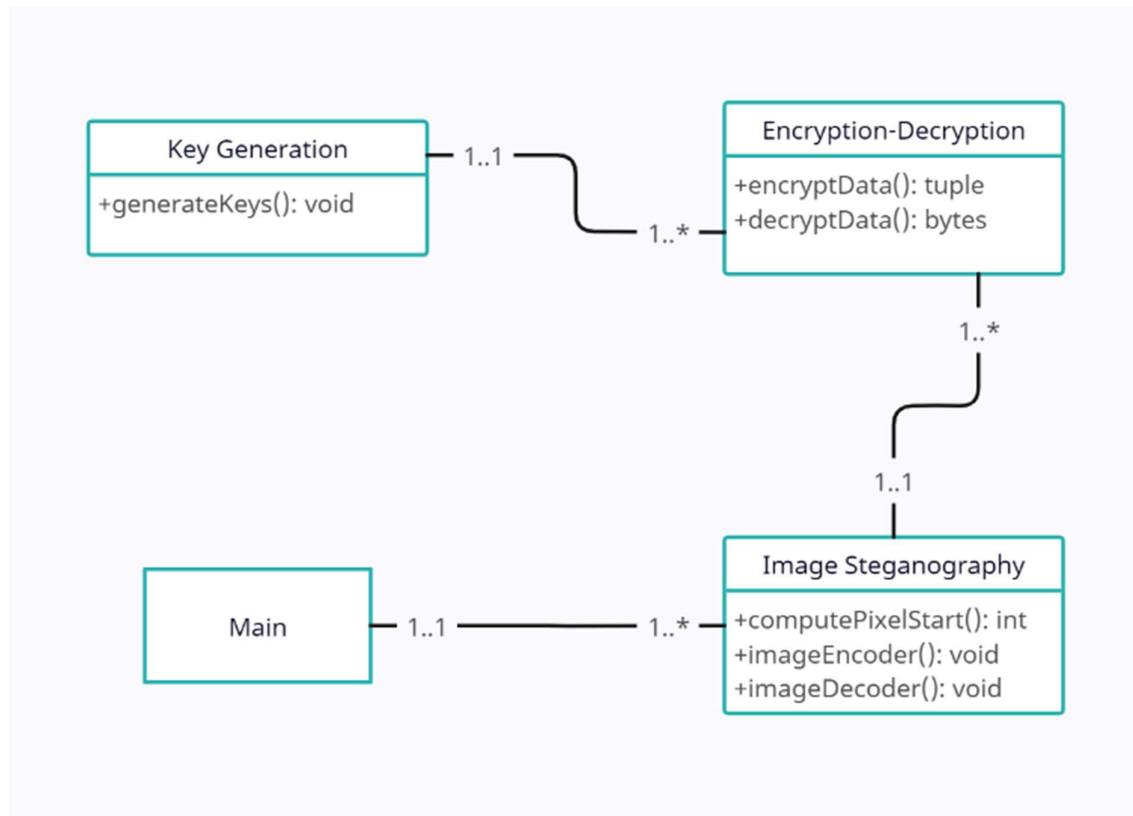 Key Generation
+generateKeys(): void
1..1
1..*
Encryption-Decryption
+encryptData(): tuple
+decryptData(): bytes
1..*
1..1
Image Steganography
+computePixelStart(): int
+imageEncoder(): void
+imageDecoder(): void
Main
1..1
1..*